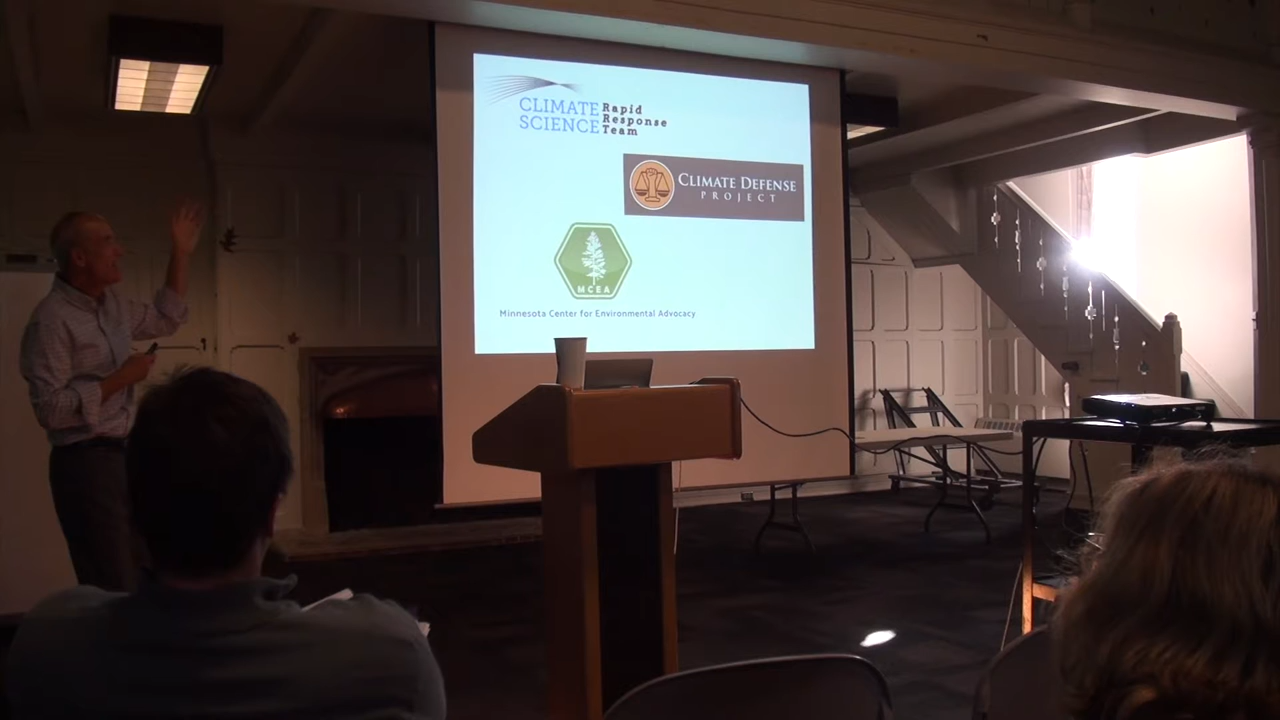 CLIMATE Rapid
Response
SCIENCE Team
CLIMATE DEFENSE
PROJECT
MCEA
Minnesota Center for Environmental Advocacy